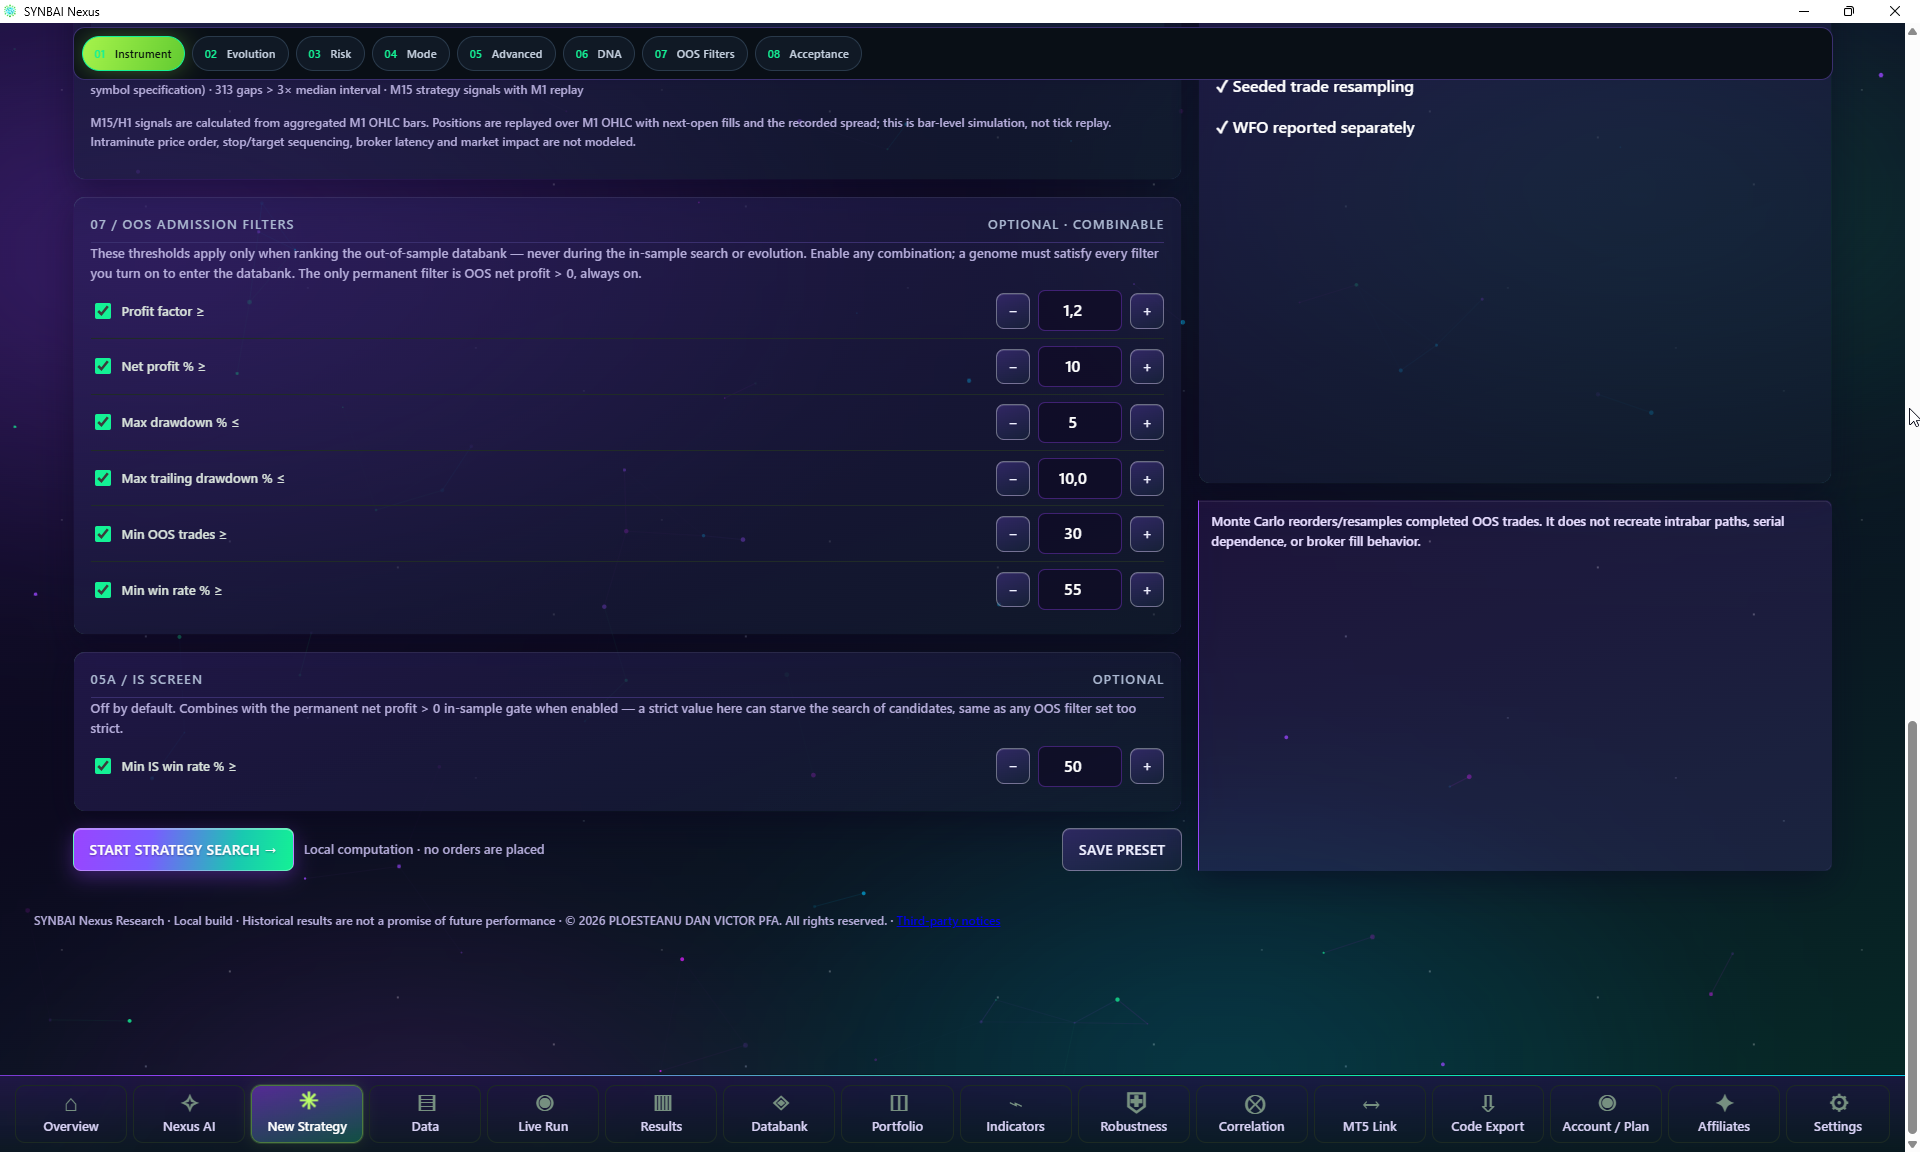 SYNBAI Nexus
01 Instrument
02 Evolution
03 Risk
04 Mode
05 Advanced
06 DNA
07 OOS Filters
08 Acceptance
symbol specification) · 313 gaps > 3× median interval · M15 strategy signals with M1 replay
M15/H1 signals are calculated from aggregated M1 OHLC bars. Positions are replayed over M1 OHLC with next-open fills and the recorded spread; this is bar-level simulation, not tick replay.
Intraminute price order, stop/target sequencing, broker latency and market impact are not modeled.
✓ Seeded trade resampling
✓ WFO reported separately
07 / OOS ADMISSION FILTERS
OPTIONAL · COMBINABLE
These thresholds apply only when ranking the out-of-sample databank — never during the in-sample search or evolution. Enable any combination; a genome must satisfy every filter
you turn on to enter the databank. The only permanent filter is OOS net profit > 0, always on.
Profit factor ≥ − 1,2 +
Net profit % ≥ − 10 +
Max drawdown % ≤ − 5 +
Max trailing drawdown % ≤ − 10,0 +
Min OOS trades ≥ − 30 +
Min win rate % ≥ − 55 +
Monte Carlo reorders/resamples completed OOS trades. It does not recreate intrabar paths, serial
dependence, or broker fill behavior.
05A / IS SCREEN
OPTIONAL
Off by default. Combines with the permanent net profit > 0 in-sample gate when enabled — a strict value here can starve the search of candidates, same as any OOS filter set too
strict.
Min IS win rate % ≥ − 50 +
START STRATEGY SEARCH →
Local computation · no orders are placed
SAVE PRESET
SYNBAI Nexus Research · Local build · Historical results are not a promise of future performance · © 2026 PLOESTEANU DAN VICTOR PFA. All rights reserved. · Third-party notices
Overview
Nexus AI
New Strategy
Data
Live Run
Results
Databank
Portfolio
Indicators
Robustness
Correlation
MT5 Link
Code Export
Account / Plan
Affiliates
Settings